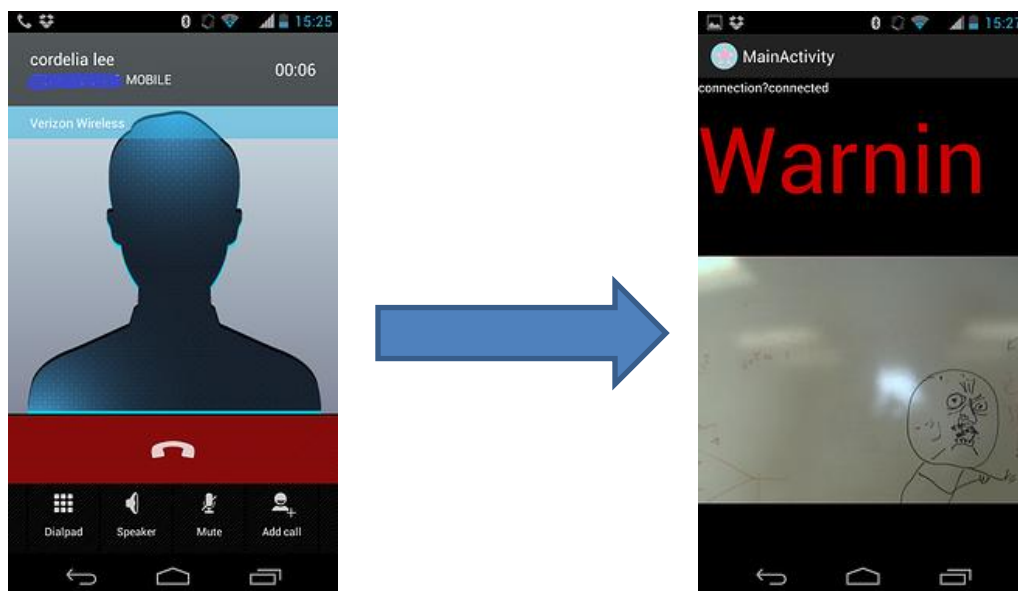 15:25
cordelia lee
MOBILE
00:06
Verizon Wireless
Dialpad Speaker Mute Add call
15:27
MainActivity
connection?connected
Warnin